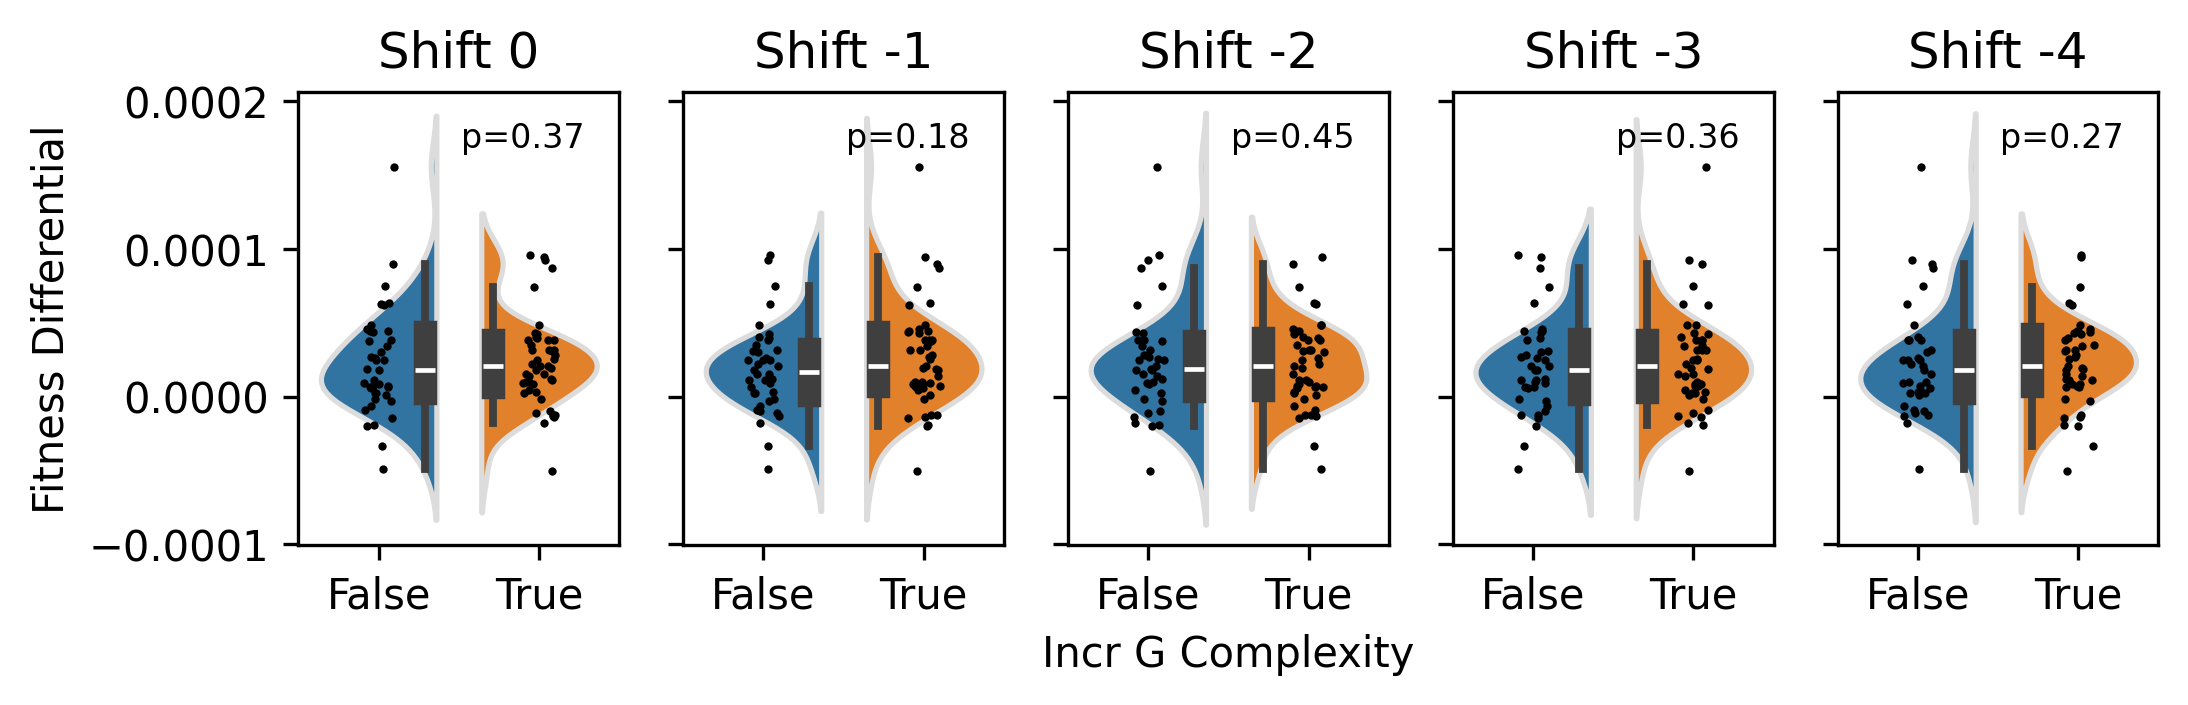 Shift 0
Shift -1
Shift -2
Shift -3
Shift -4
Fitness Differential
0.0002
0.0001
0.0000
−0.0001
p=0.37
p=0.18
p=0.45
p=0.36
p=0.27
False True
False True
False True
False True
False True
Incr G Complexity